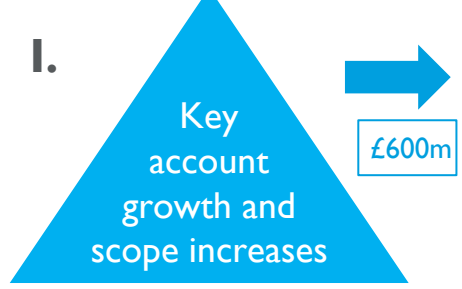 1.
Key
account
growth and
scope increases
£600m